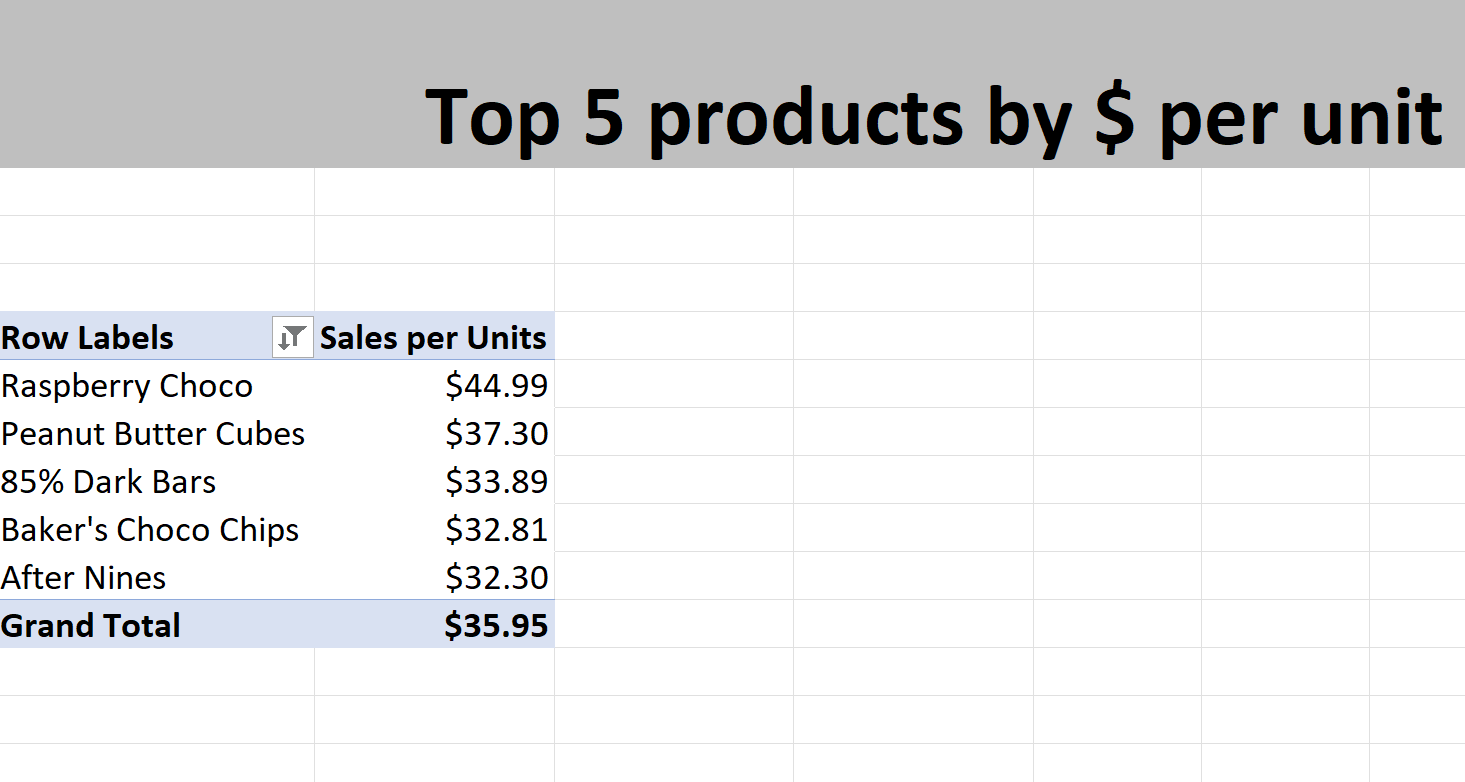 Top 5 products by $ per unit
Row Labels Sales per Units
Raspberry Choco $44.99
Peanut Butter Cubes $37.30
85% Dark Bars $33.89
Baker's Choco Chips $32.81
After Nines $32.30
Grand Total $35.95